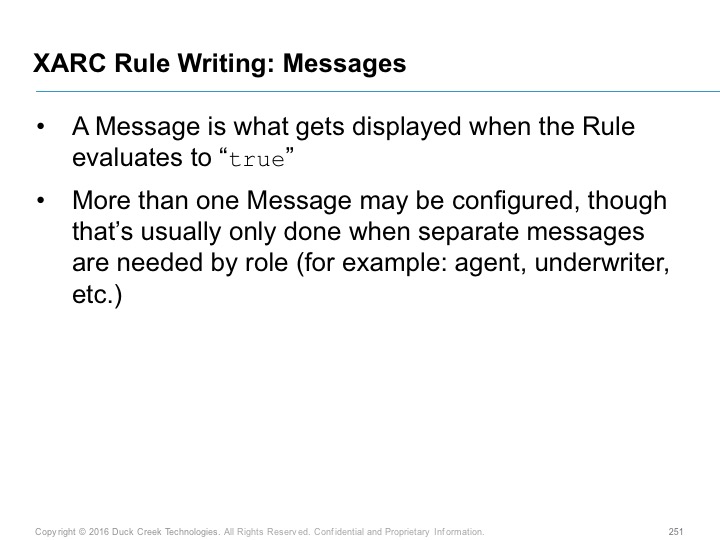 XARC Rule Writing: Messages
• A Message is what gets displayed when the Rule
evaluates to “true”
• More than one Message may be configured, though
that’s usually only done when separate messages
are needed by role (for example: agent, underwriter,
etc.)
Copyright © 2016 Duck Creek Technologies. All Rights Reserved. Confidential and Proprietary Information. 251